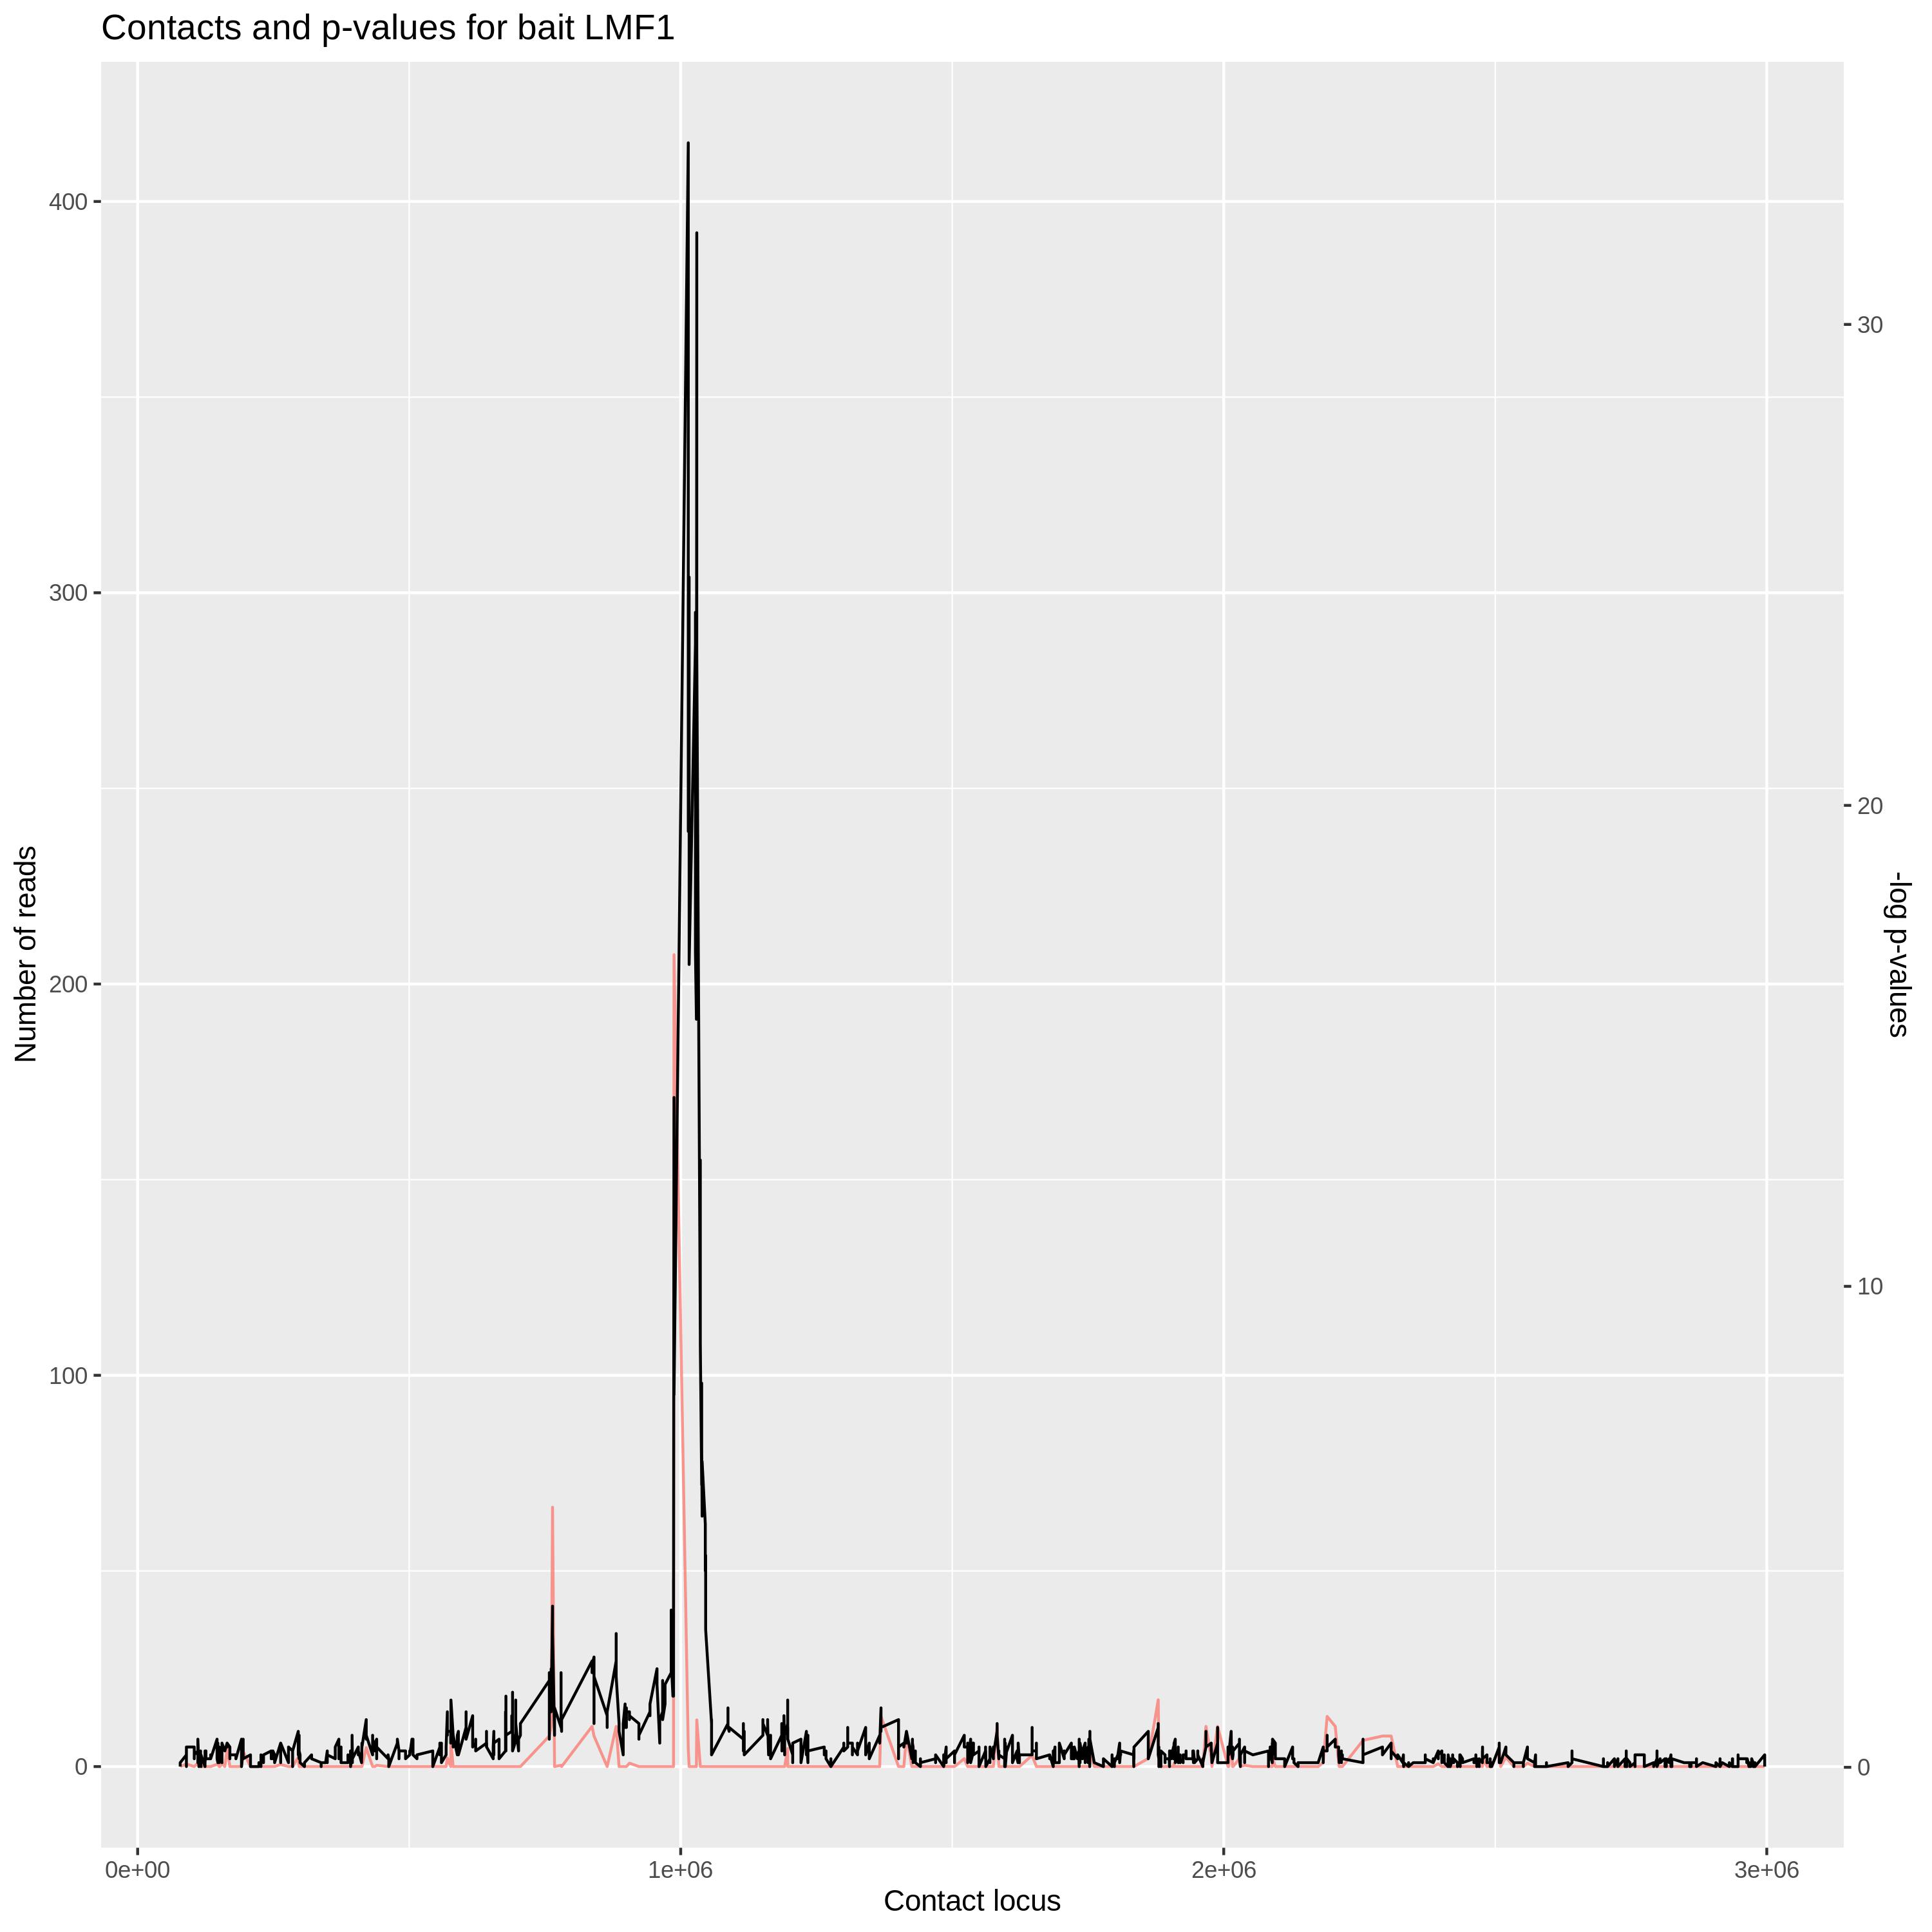 Contacts and p-values for bait LMF1
400
300
200
100
0
30
20
10
0
Number of reads
-log p-values
0e+00 1e+06 2e+06 3e+06
Contact locus